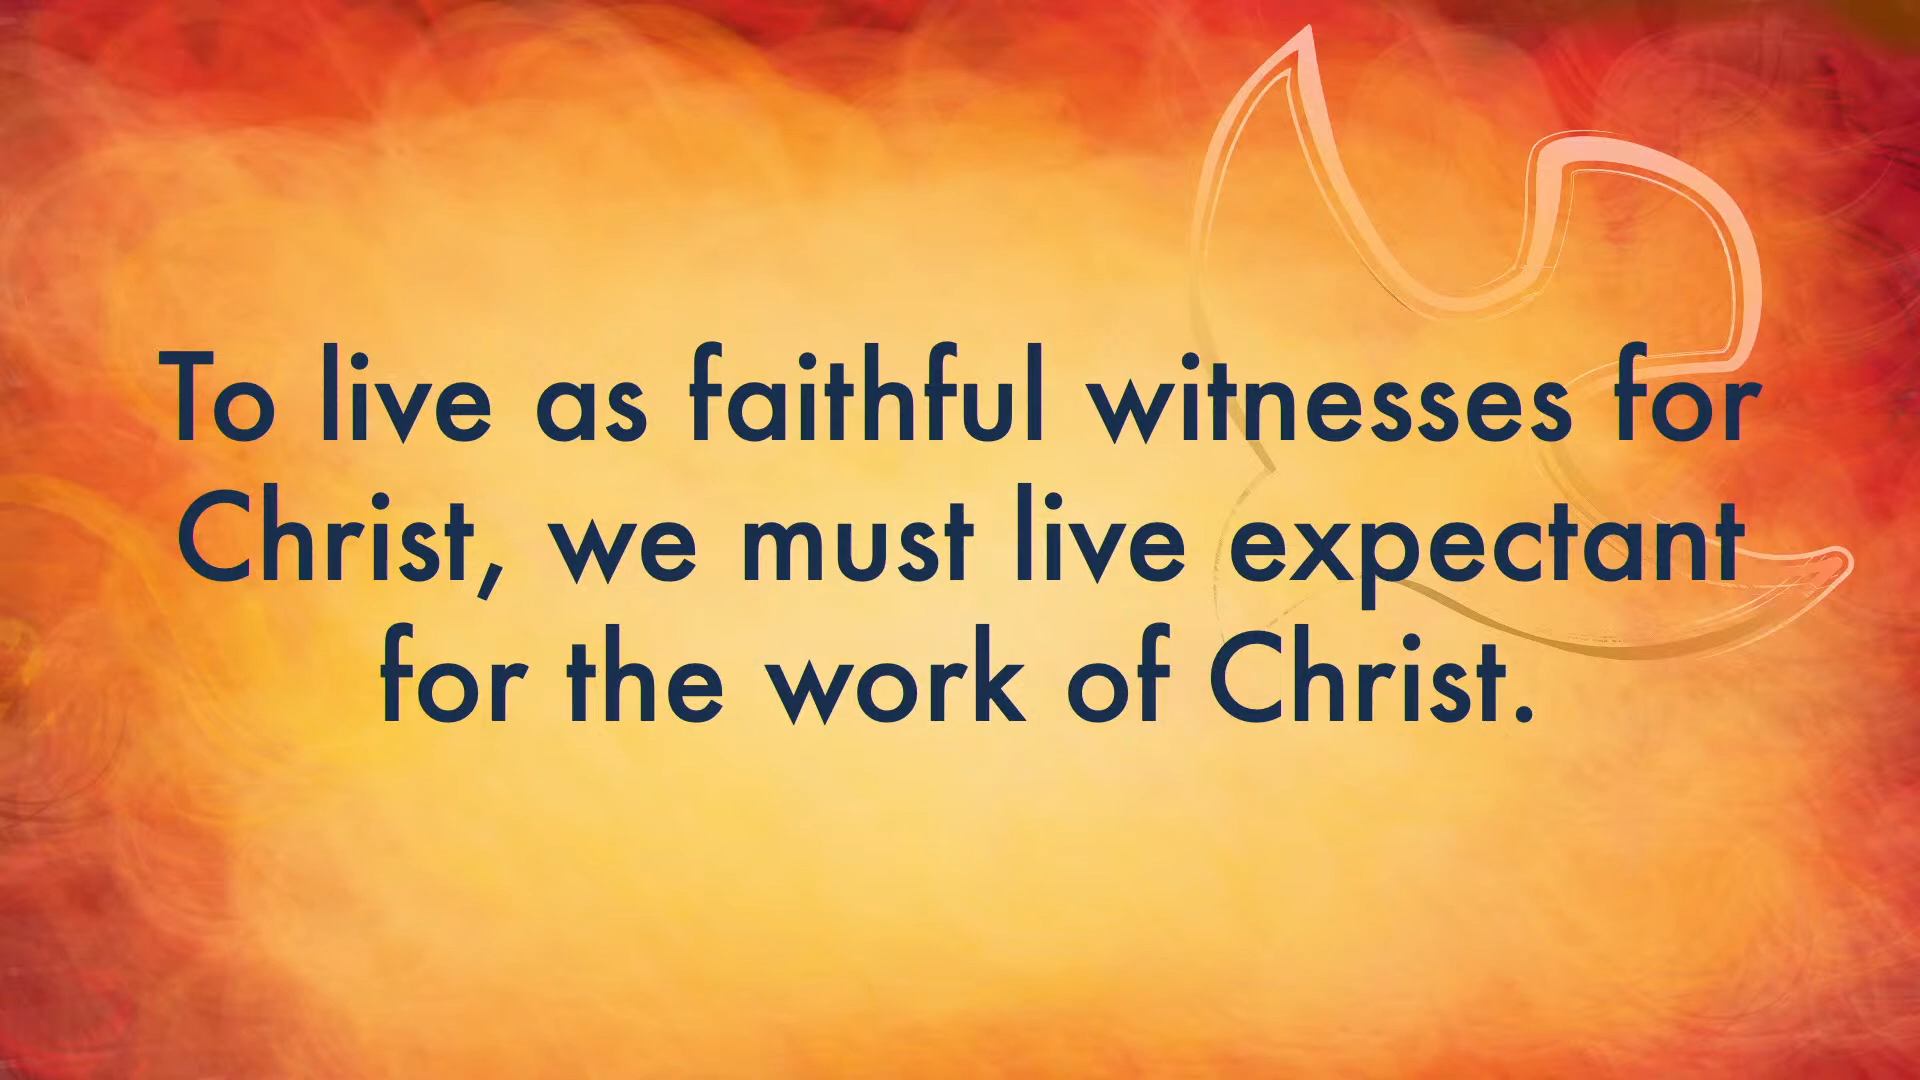 To live as faithful witnesses for
Christ, we must live expectant
for the work of Christ.